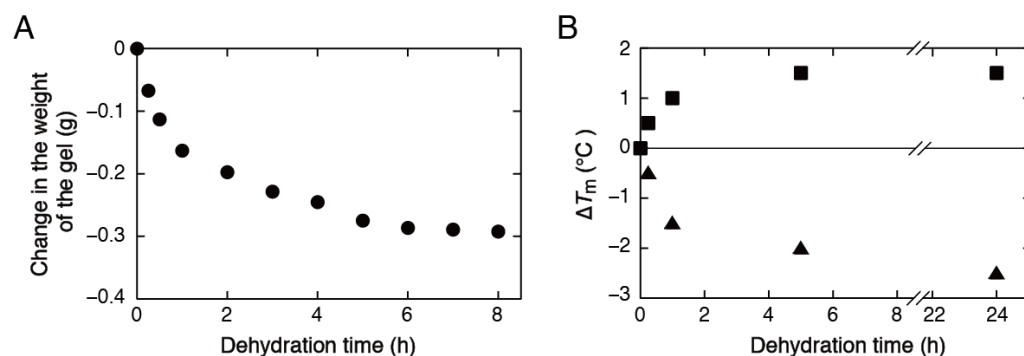 A
Change in the weight
of the gel (g)
0
−0.1
−0.2
−0.3
−0.4
0 2 4 6 8
Dehydration time (h)
B
ΔTm (°C )
2
1
0
−1
−2
−3
0 2 4 6 8 22 24
Dehydration time (h)